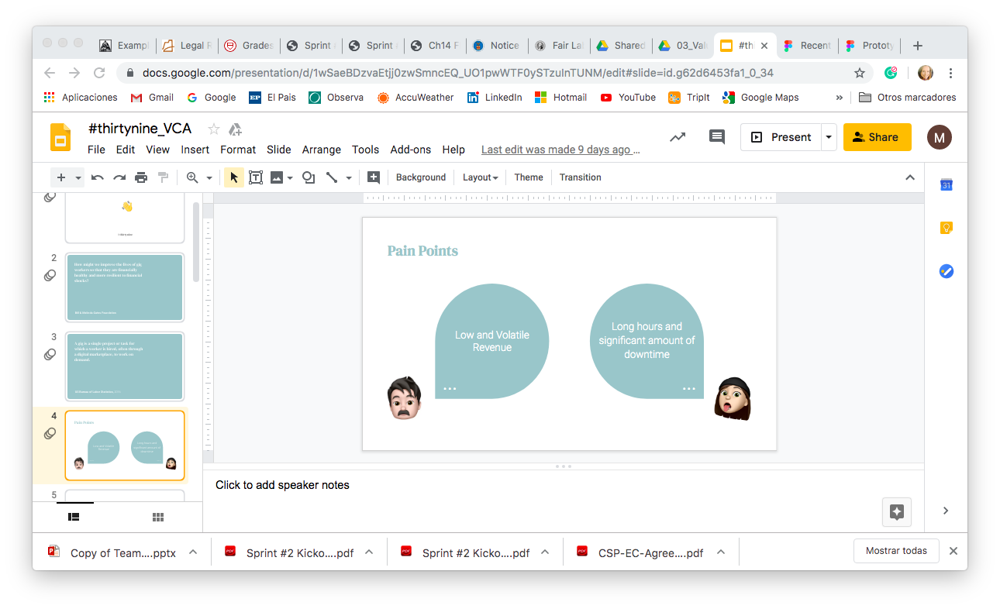 Exampl
Legal R
Grades
Sprint
Sprint
Ch14 F
Notice
Fair La
Shared
03_Val
#thi
Recent
Prototy
docs.google.com/presentation/d/1wSaeBDzvaEtjj0zwSmncEQ_UO1pwWTF0ySTzuInTUNM/edit#slide=id.g62d6453fa1_0_34
Aplicaciones
Gmail
Google
El Pais
Observa
AccuWeather
LinkedIn
Hotmail
YouTube
TripIt
Google Maps
»
Otros marcadores
#thirtynine_VCA
File Edit View Insert Format Slide Arrange Tools Add-ons Help
Last edit was made 9 days ago ...
Present
Share
M
Background
Layout
Theme
Transition
31
2
How might we improve the lives of gig
workers so that they are financially
healthy and more resilient to financial
shocks?
3
A gig is a single project or task for
which a worker is hired, often through
a digital marketplace, to work on
demand.
4
Pain Points
Low and Volatile
Revenue
Long hours and
significant amount of
downtime
5
Pain Points
Low and Volatile
Revenue
...
Long hours and
significant amount of
downtime
...
Click to add speaker notes
Copy of Team....pptx
Sprint #2 Kicko....pdf
Sprint #2 Kicko....pdf
CSP-EC-Agree....pdf
Mostrar todas